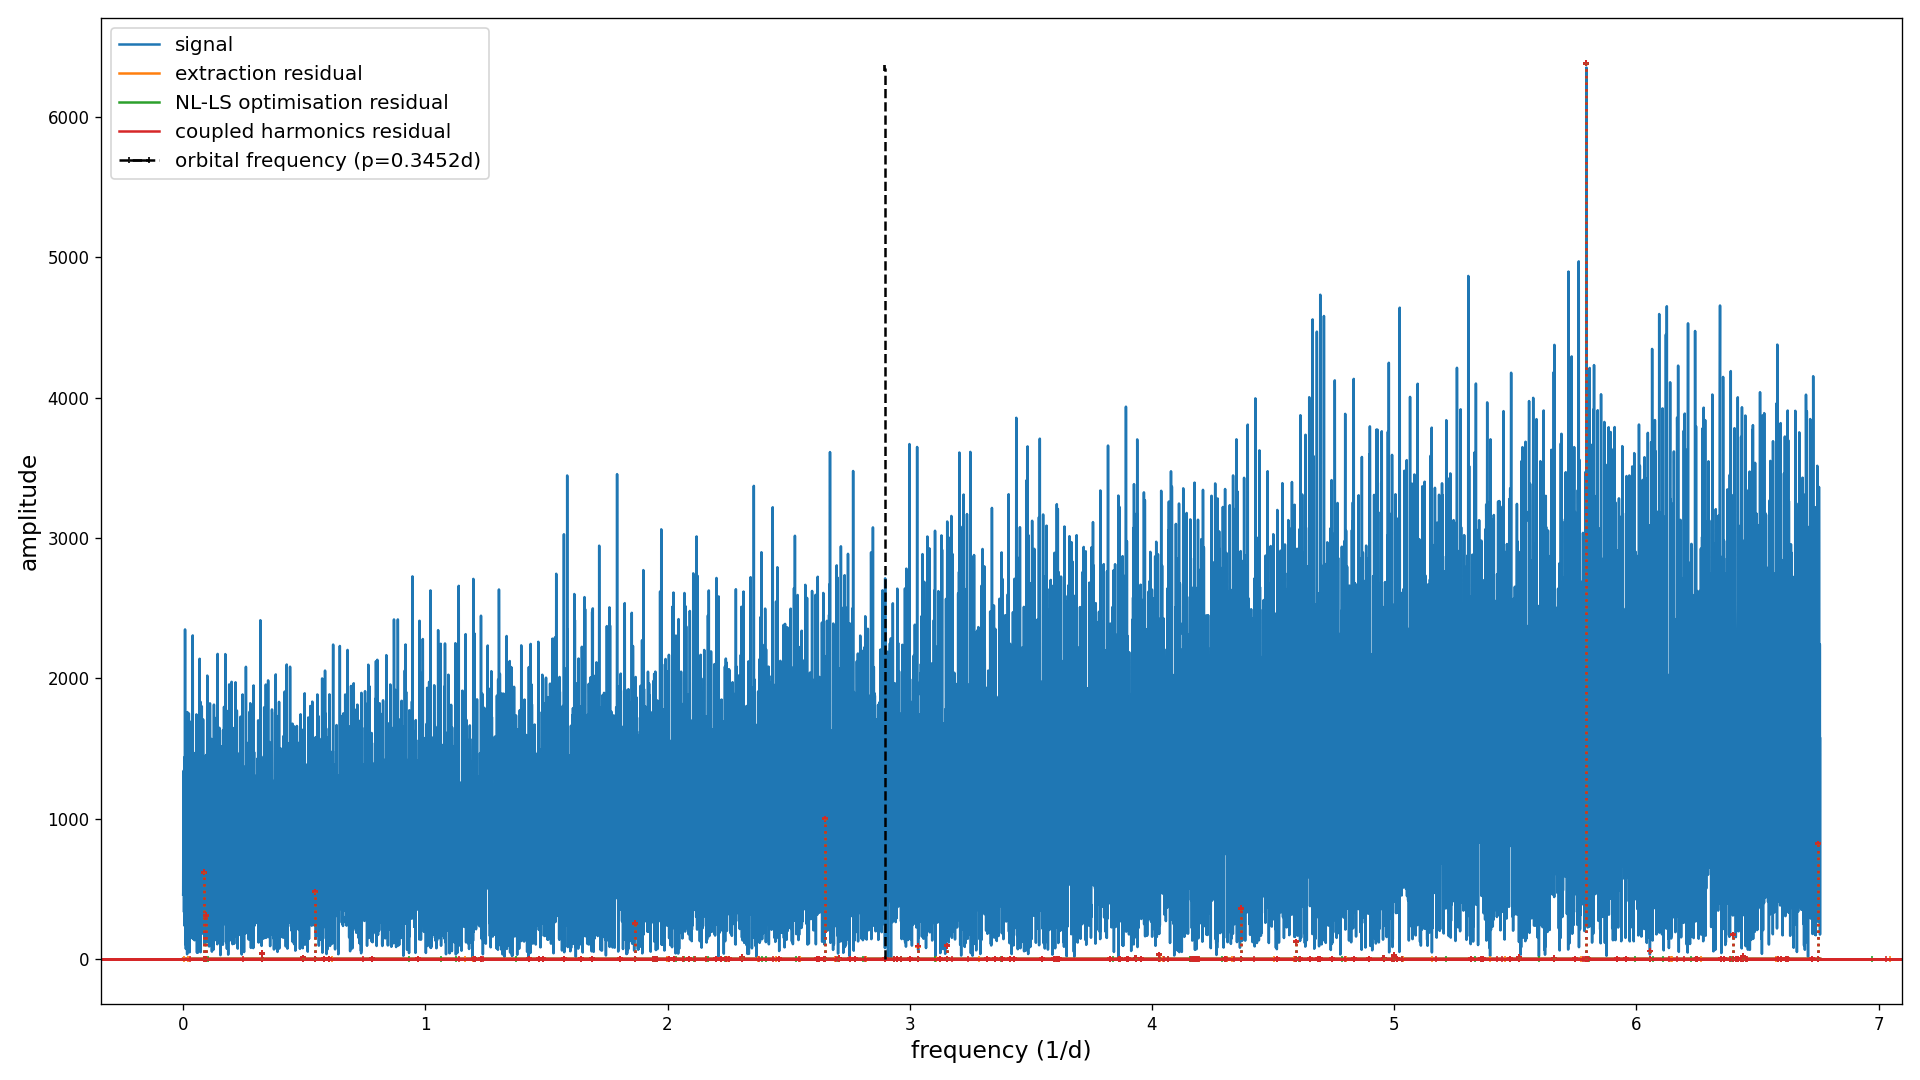 signal
extraction residual
NL-LS optimisation residual
coupled harmonics residual
orbital frequency (p=0.3452d)
amplitude
6000
5000
4000
3000
2000
1000
0
0 1 2 3 4 5 6 7
frequency (1/d)